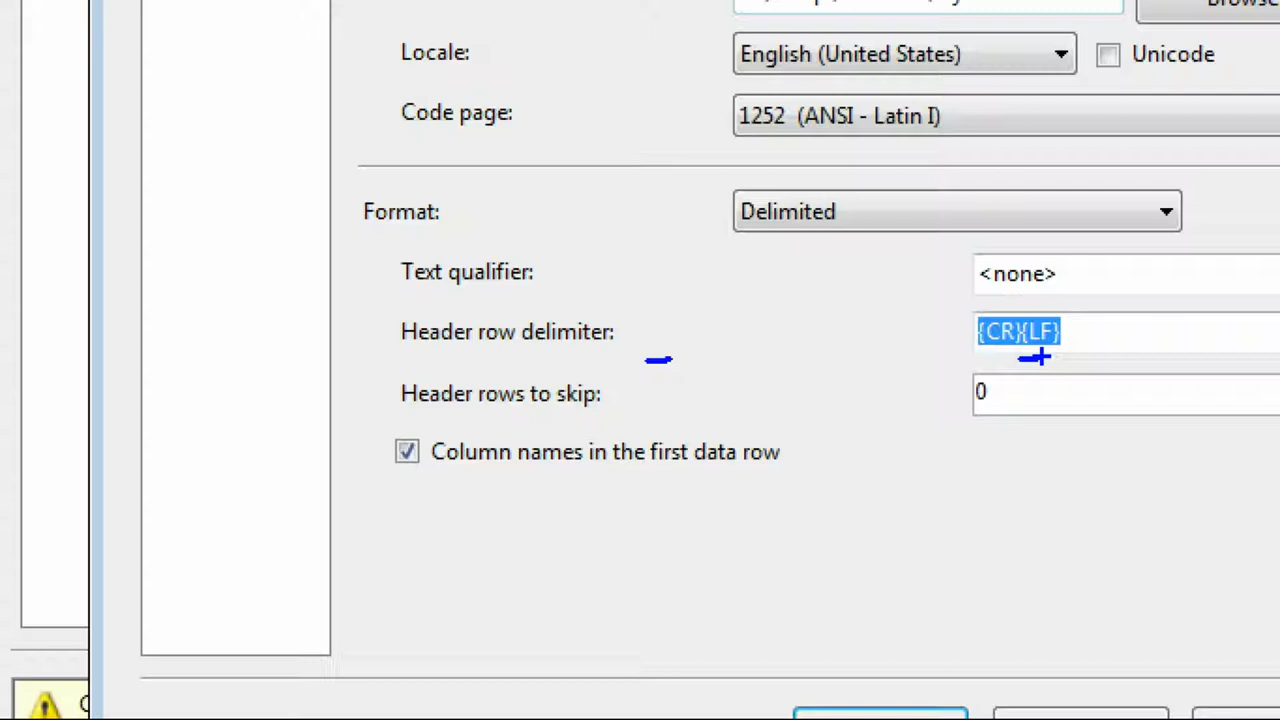 Browse
Locale: English (United States) Unicode
Code page: 1252 (ANSI - Latin I)
Format: Delimited
Text qualifier: <none>
Header row delimiter: {CR}{LF}
Header rows to skip: 0
Column names in the first data row